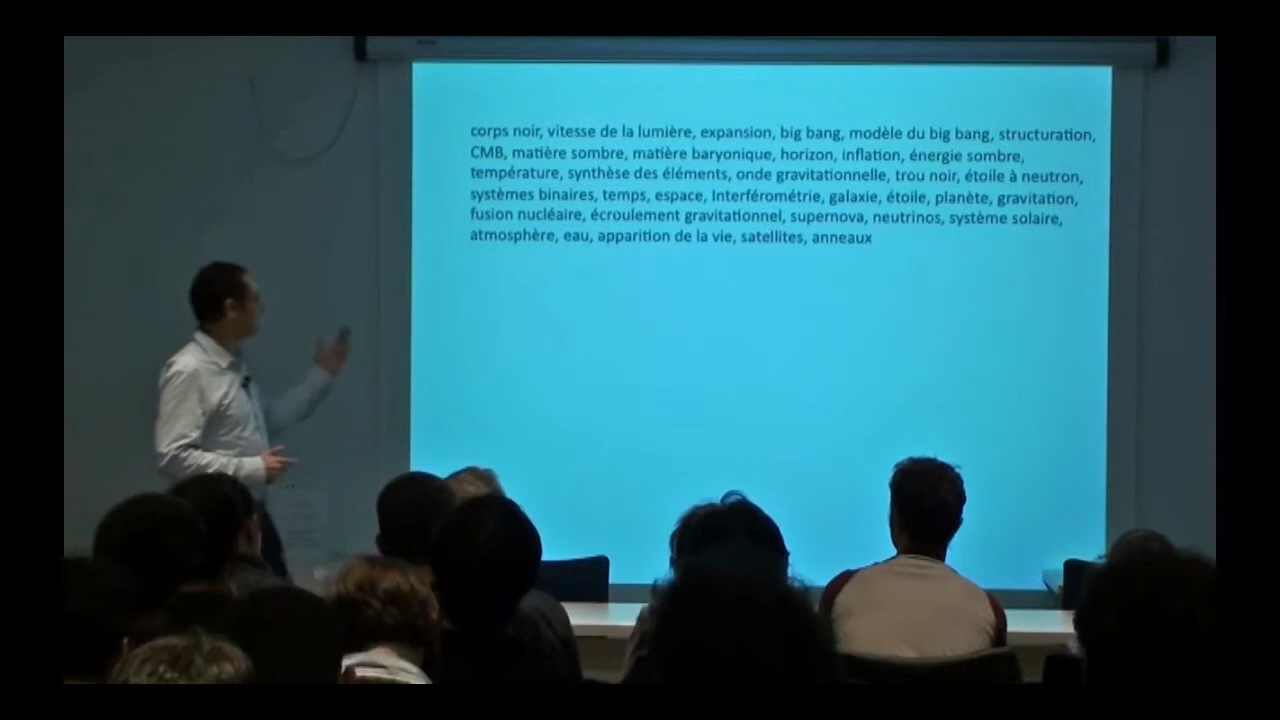 corps noir, vitesse de la lumière, expansion, big bang, modèle du big bang, structuration,
CMB, matière sombre, matière baryonique, horizon, inflation, énergie sombre,
température, synthèse des éléments, onde gravitationnelle, trou noir, étoile à neutron,
systèmes binaires, temps, espace, Interférométrie, galaxie, étoile, planète, gravitation,
fusion nucléaire, écroulement gravitationnel, supernova, neutrinos, système solaire,
atmosphère, eau, apparition de la vie, satellites, anneaux